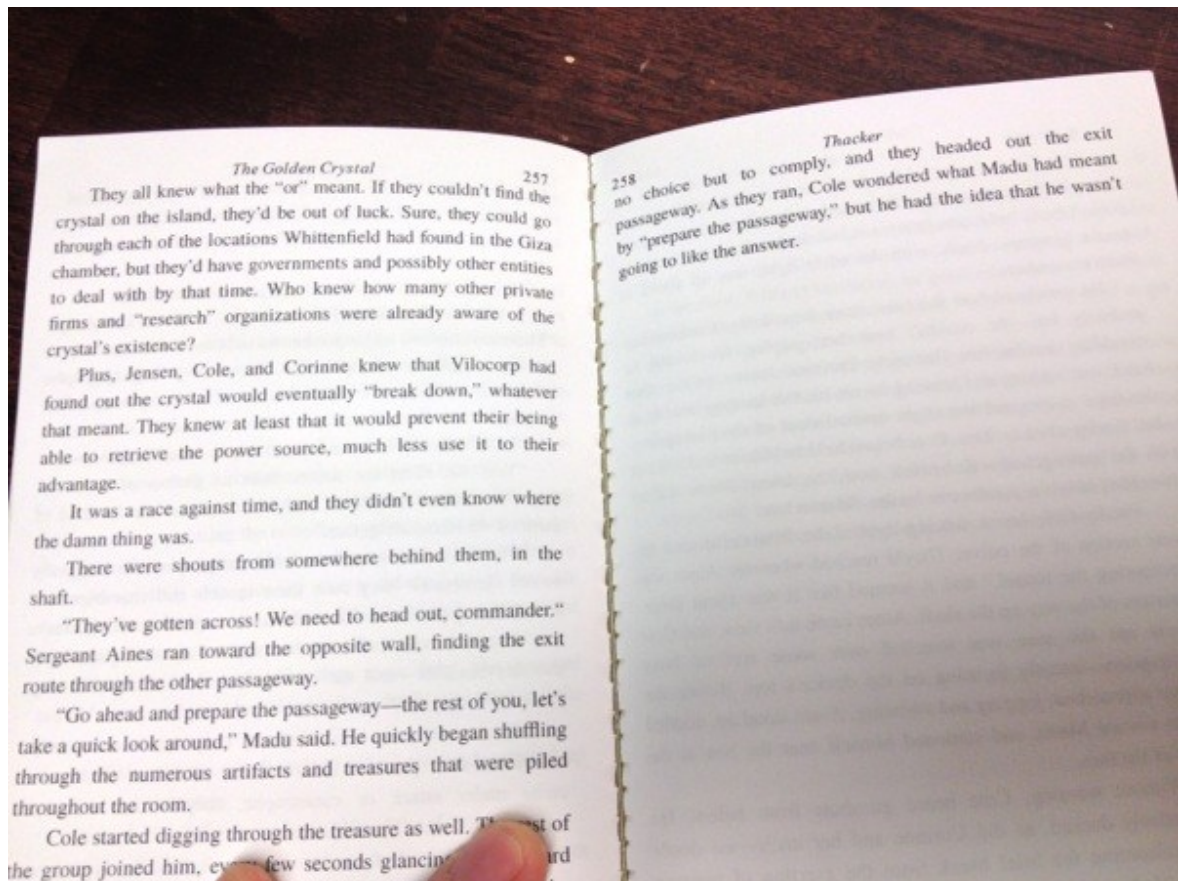 The Golden Crystal
257
They all knew what the “or” meant. If they couldn’t find the
crystal on the island, they’d be out of luck. Sure, they could go
through each of the locations Whittenfield had found in the Giza
chamber, but they’d have governments and possibly other entities
to deal with by that time. Who knew how many other private
firms and “research” organizations were already aware of the
crystal’s existence?
Plus, Jensen, Cole, and Corinne knew that Vilocorp had
found out the crystal would eventually “break down,” whatever
that meant. They knew at least that it would prevent their being
able to retrieve the power source, much less use it to their
advantage.
It was a race against time, and they didn’t even know where
the damn thing was.
There were shouts from somewhere behind them, in the
shaft.
“They’ve gotten across! We need to head out, commander.“
Sergeant Aines ran toward the opposite wall, finding the exit
route through the other passageway.
“Go ahead and prepare the passageway—the rest of you, let’s
take a quick look around,” Madu said. He quickly began shuffling
through the numerous artifacts and treasures that were piled
throughout the room.
Cole started digging through the treasure as well. of
the group joined him, few seconds
258
Thacker
no choice but to comply, and they headed out the exit
passageway. As they ran, Cole wondered what Madu had meant
by “prepare the passageway,” but he had the idea that he wasn’t
going to like the answer.